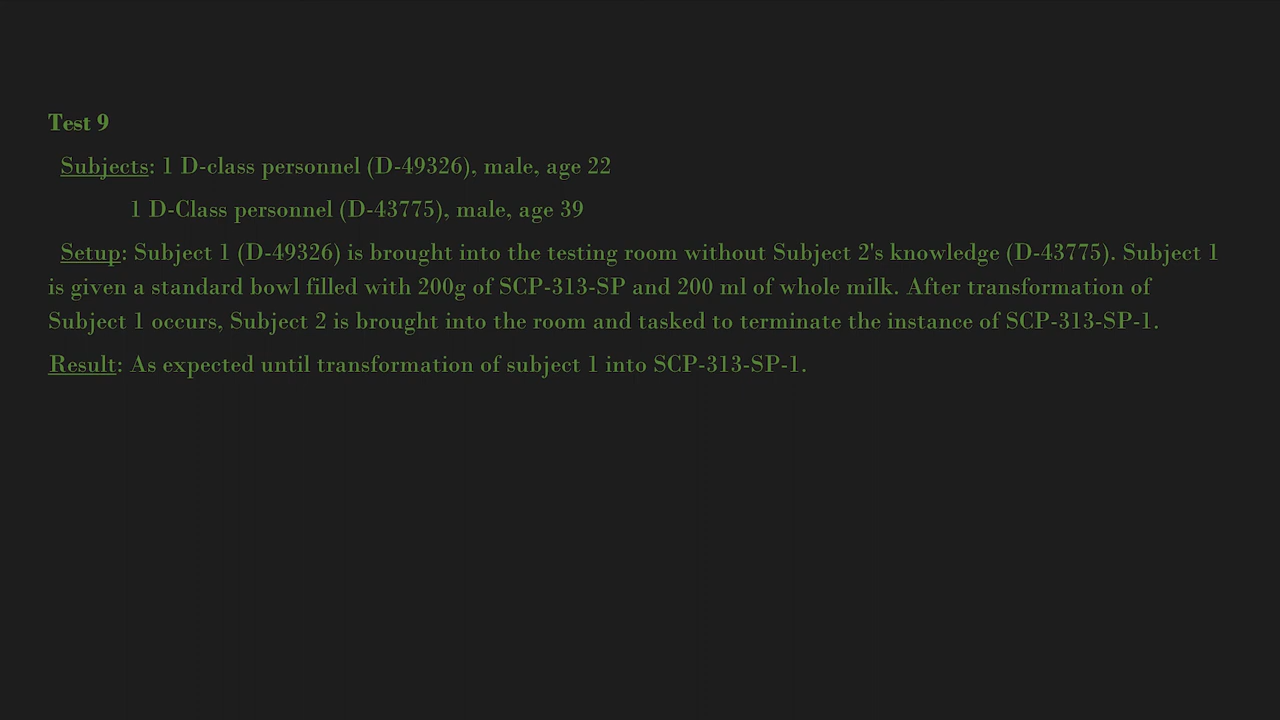 Test 9
Subjects: 1 D-class personnel (D-49326), male, age 22
1 D-Class personnel (D-43775), male, age 39
Setup: Subject 1 (D-49326) is brought into the testing room without Subject 2's knowledge (D-43775). Subject 1
is given a standard bowl filled with 200g of SCP-313-SP and 200 ml of whole milk. After transformation of
Subject 1 occurs, Subject 2 is brought into the room and tasked to terminate the instance of SCP-313-SP-1.
Result: As expected until transformation of subject 1 into SCP-313-SP-1.